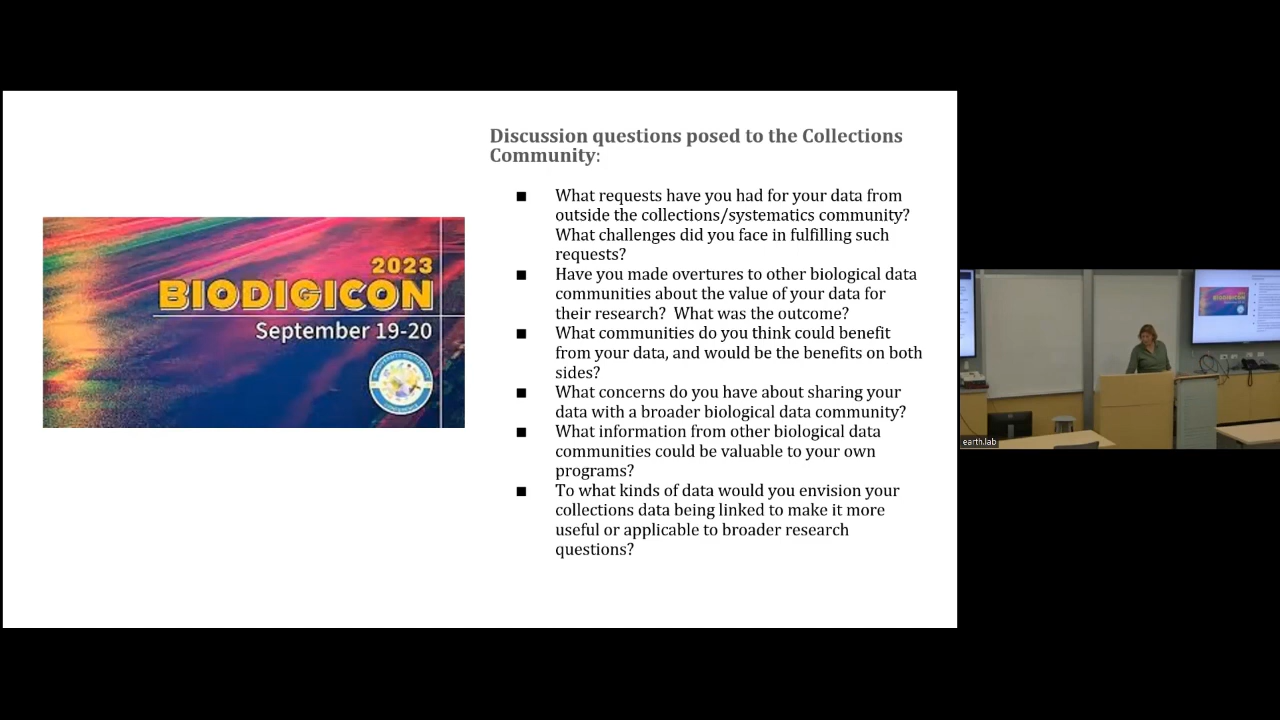 Discussion questions posed to the Collections
Community:
■ What requests have you had for your data from
outside the collections/systematics community?
What challenges did you face in fulfilling such
requests?
■ Have you made overtures to other biological data
communities about the value of your data for
their research?  What was the outcome?
■ What communities do you think could benefit
from your data, and would be the benefits on both
sides?
■ What concerns do you have about sharing your
data with a broader biological data community?
■ What information from other biological data
communities could be valuable to your own
programs?
■ To what kinds of data would you envision your
collections data being linked to make it more
useful or applicable to broader research
questions?
2023
BIODIGICON
September 19-20
earth.lab